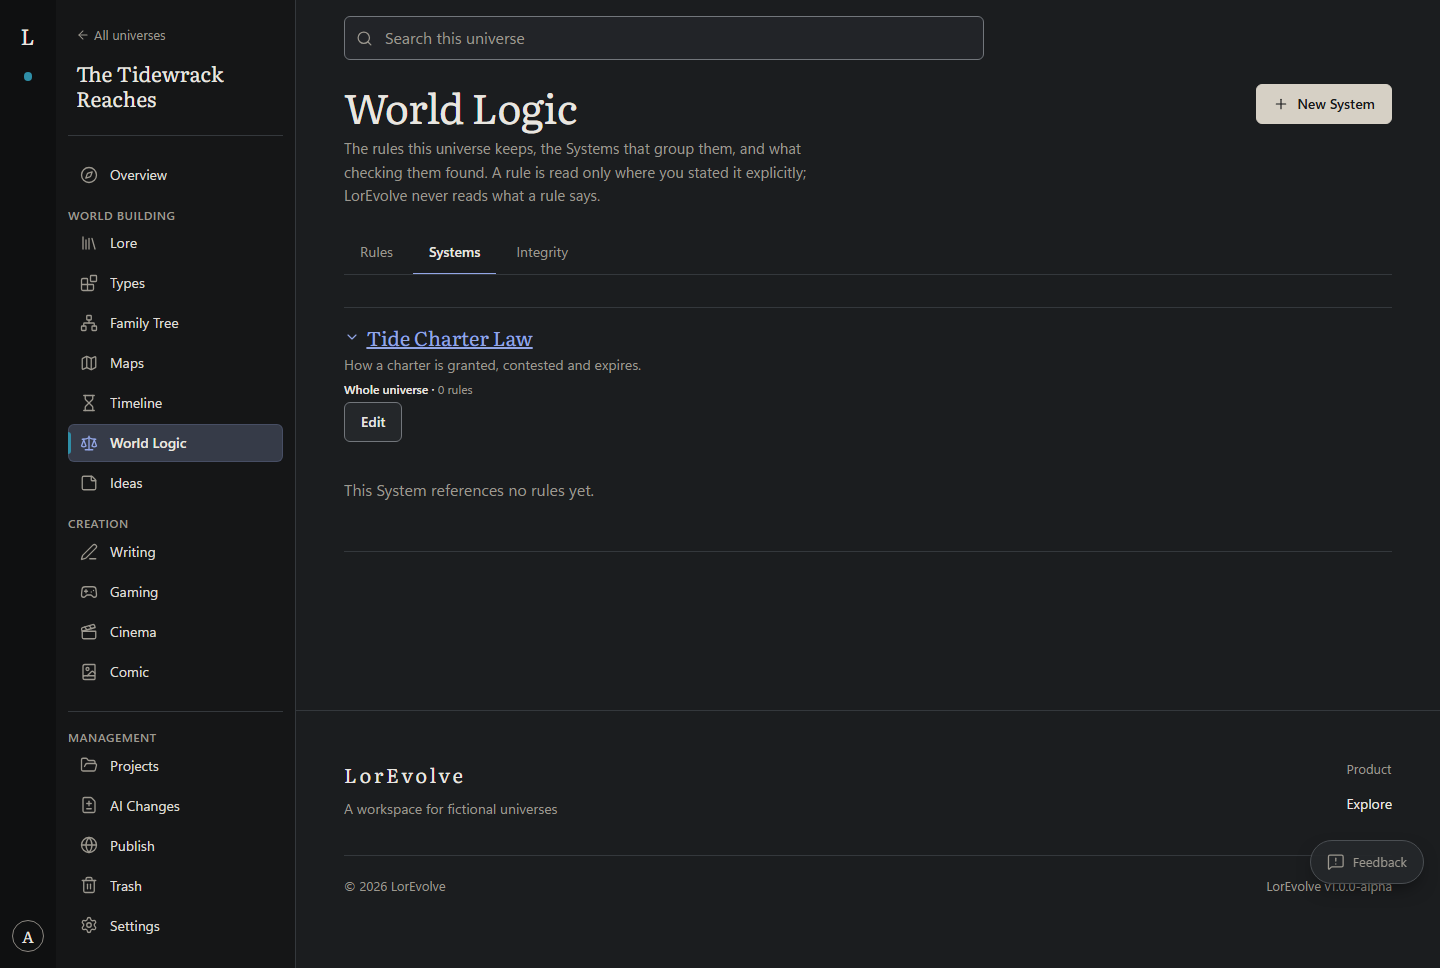 L
All universes
The Tidewrack
Reaches
Overview
WORLD BUILDING
Lore
Types
Family Tree
Maps
Timeline
World Logic
Ideas
CREATION
Writing
Gaming
Cinema
Comic
MANAGEMENT
Projects
AI Changes
Publish
Trash
Settings
A
Search this universe
World Logic
New System
The rules this universe keeps, the Systems that group them, and what
checking them found. A rule is read only where you stated it explicitly;
LorEvolve never reads what a rule says.
Rules Systems Integrity
Tide Charter Law
How a charter is granted, contested and expires.
Whole universe · 0 rules
Edit
This System references no rules yet.
LorEvolve
A workspace for fictional universes
Product
Explore
Feedback
© 2026 LorEvolve
LorEvolve v1.0.0-alpha